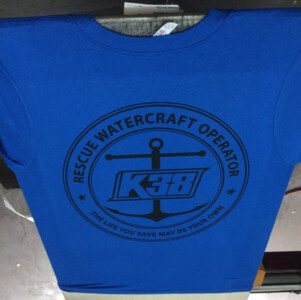 RESCUE WATERCRAFT OPERATOR
K38
THE LIFE YOU SAVE MAY BE YOUR OWN